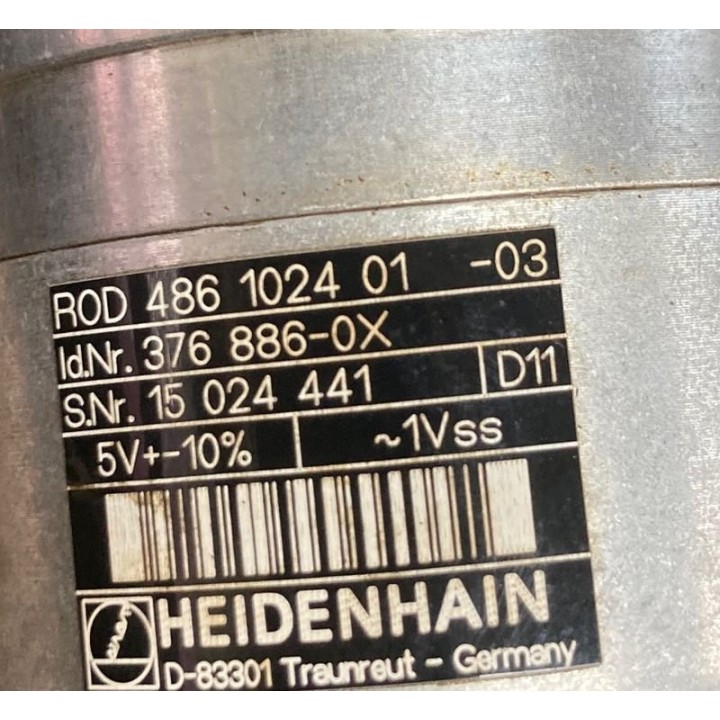 ROD 486 1024 01 -03
Id.Nr. 376 886-0X
S.Nr. 15 024 441 D11
5V+-10% ~1Vss
HEIDENHAIN
D-83301 Traunreut - Germany